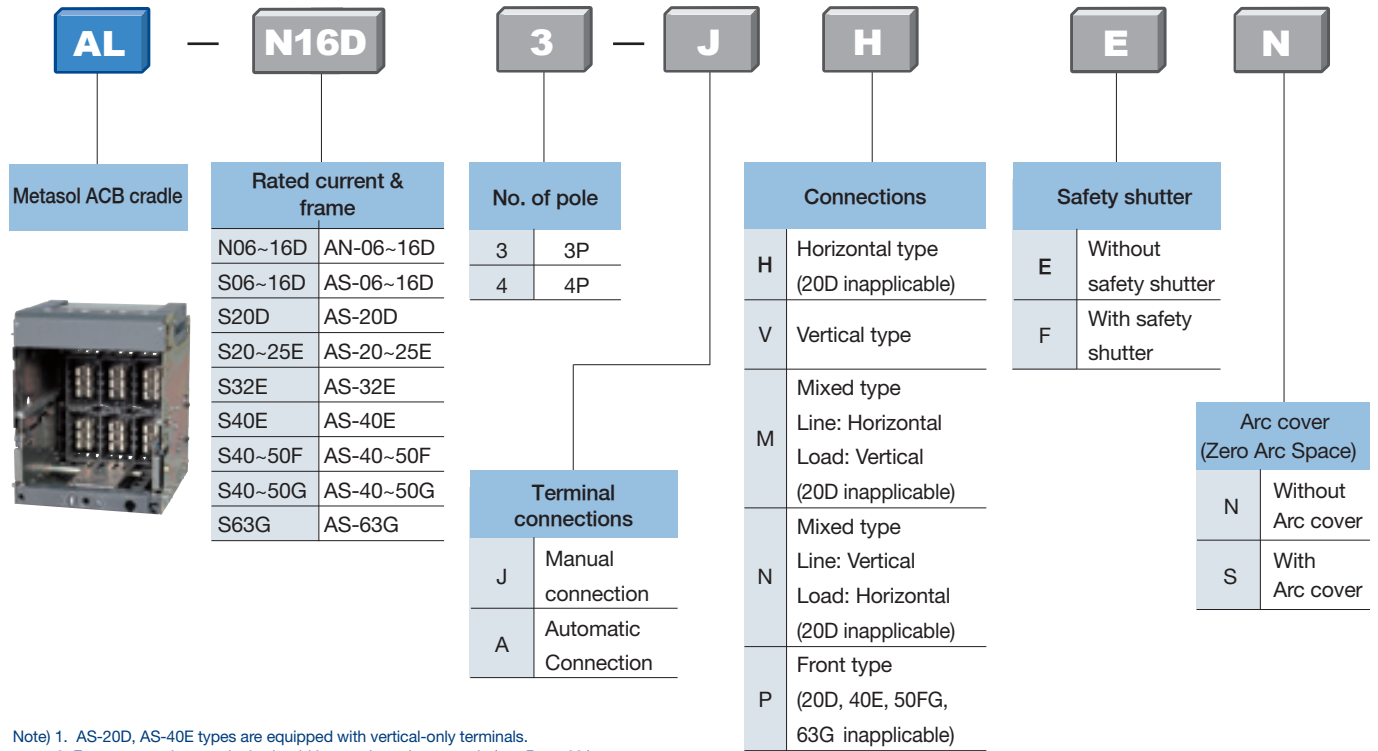 AL — N16D 3 — J H E N
Metasol ACB cradle
Rated current &
frame
N06~16D AN-06~16D
S06~16D AS-06~16D
S20D AS-20D
S20~25E AS-20~25E
S32E AS-32E
S40E AS-40E
S40~50F AS-40~50F
S40~50G AS-40~50G
S63G AS-63G
No. of pole
3 3P
4 4P
Terminal
connections
J Manual
connection
A Automatic
Connection
Connections
H Horizontal type
(20D inapplicable)
V Vertical type
M Mixed type
Line: Horizontal
Load: Vertical
(20D inapplicable)
N Mixed type
Line: Vertical
Load: Horizontal
(20D inapplicable)
P Front type
(20D, 40E, 50FG,
63G inapplicable)
Safety shutter
E Without
safety shutter
F With safety
shutter
Arc cover
(Zero Arc Space)
N Without
Arc cover
S With
Arc cover
Note) 1. AS-20D, AS-40E types are equipped with vertical-only terminals.